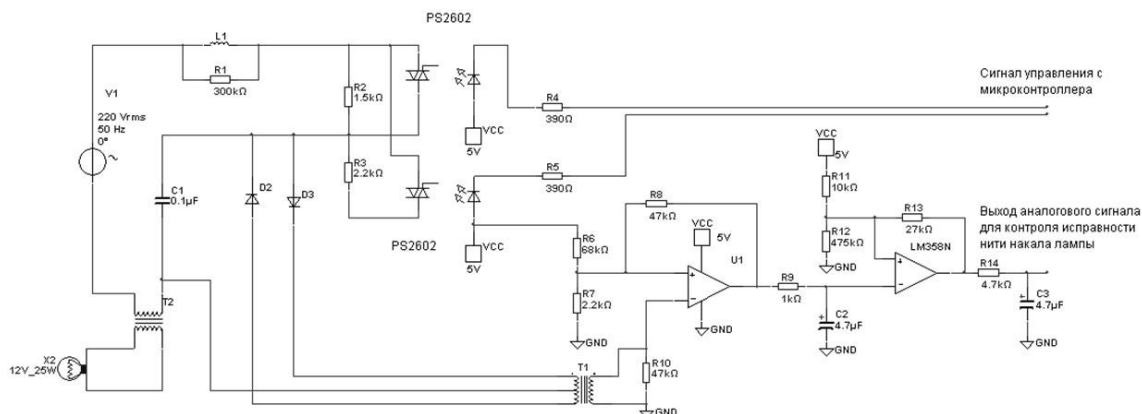 PS2602
L1
R1
300kΩ
V1
220 Vrms
50 Hz
0°
~
R2
1.5kΩ
R3
2.2kΩ
C1
0.1µF
D2
D3
PS2602
VCC
5V
R4
390Ω
Сигнал управления с
микроконтроллера
R5
390Ω
VCC
5V
R6
68kΩ
R7
2.2kΩ
GND
R8
47kΩ
VCC
5V
U1
GND
R9
1kΩ
C2
4.7µF
GND
VCC
5V
R11
10kΩ
R12
475kΩ
GND
R13
27kΩ
LM358N
Выход аналогового сигнала
для контроля исправности
нити накала лампы
R14
4.7kΩ
C3
4.7µF
GND
T2
X2
12V_25W
T1
R10
47kΩ
GND